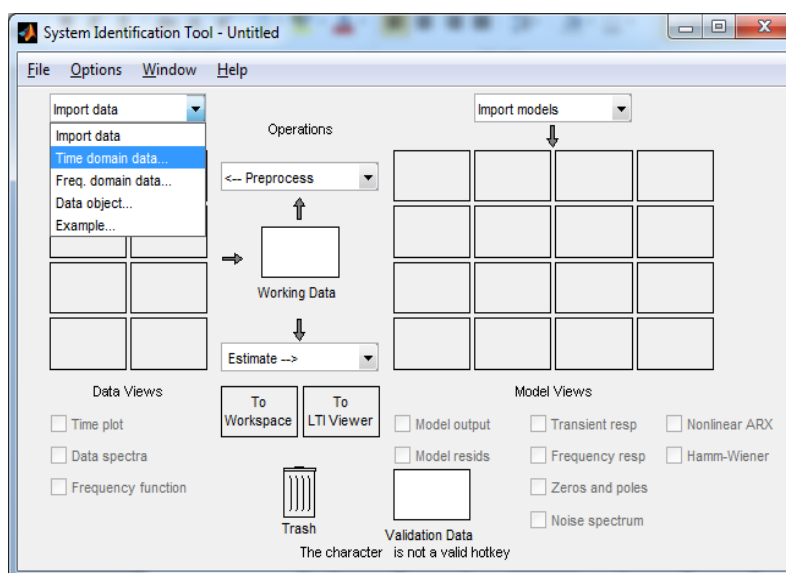 System Identification Tool - Untitled
File Options Window Help
Import data
Import data
Time domain data...
Freq. domain data...
Data object...
Example...
Operations
<-- Preprocess
Working Data
Estimate -->
To Workspace
To LTI Viewer
Import models
Data Views
Time plot
Data spectra
Frequency function
Trash
Model Views
Model output
Model resids
Transient resp
Frequency resp
Zeros and poles
Noise spectrum
Nonlinear ARX
Hamm-Wiener
Validation Data
The character is not a valid hotkey